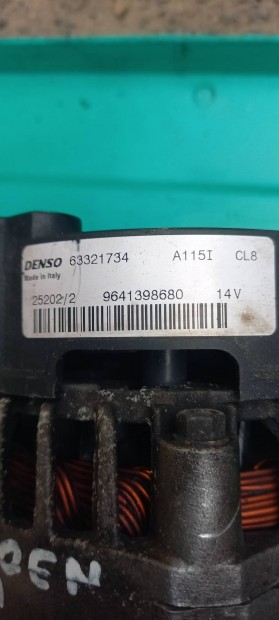 DENSO 63321734 A115I CL8
Made in Italy
25202/2 9641398680 14V